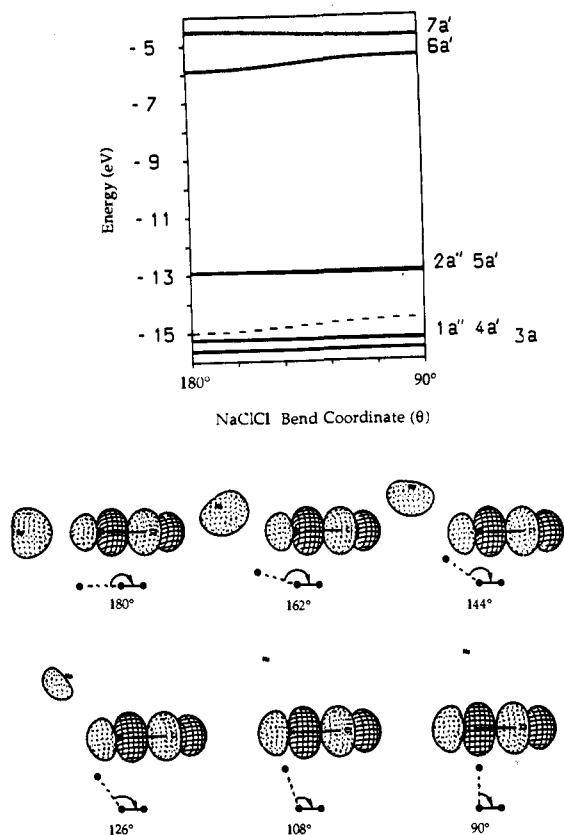 7a'
6a'
- 5
- 7
- 9
- 11
- 13
- 15
Energy (eV)
2a" 5a'
1a" 4a' 3a
180°
90°
NaClCl Bend Coordinate (θ)
180°
162°
144°
126°
108°
90°